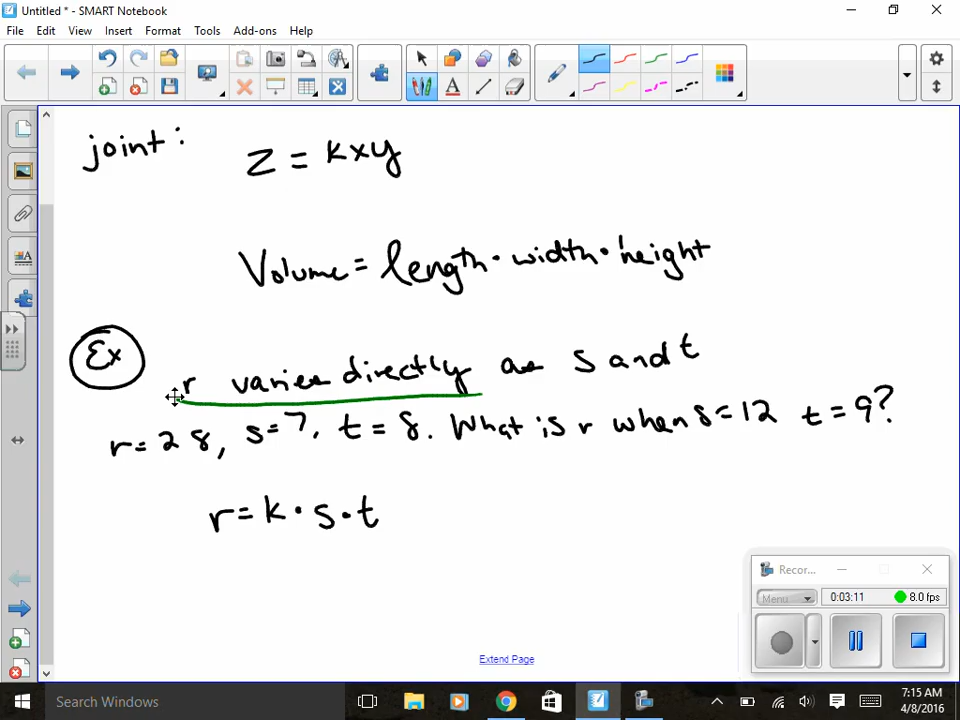 Untitled * - SMART Notebook
File Edit View Insert Format Tools Add-ons Help
joint:
z = kxy
Volume = length · width · height
Ex
r varies directly as s and t
r = 28, s = 7, t = 8. What is r when s = 12 t = 9?
r = k · s · t
Recor...
Menu 0:03:11 8.0 fps
Extend Page
Search Windows
7:15 AM
4/8/2016